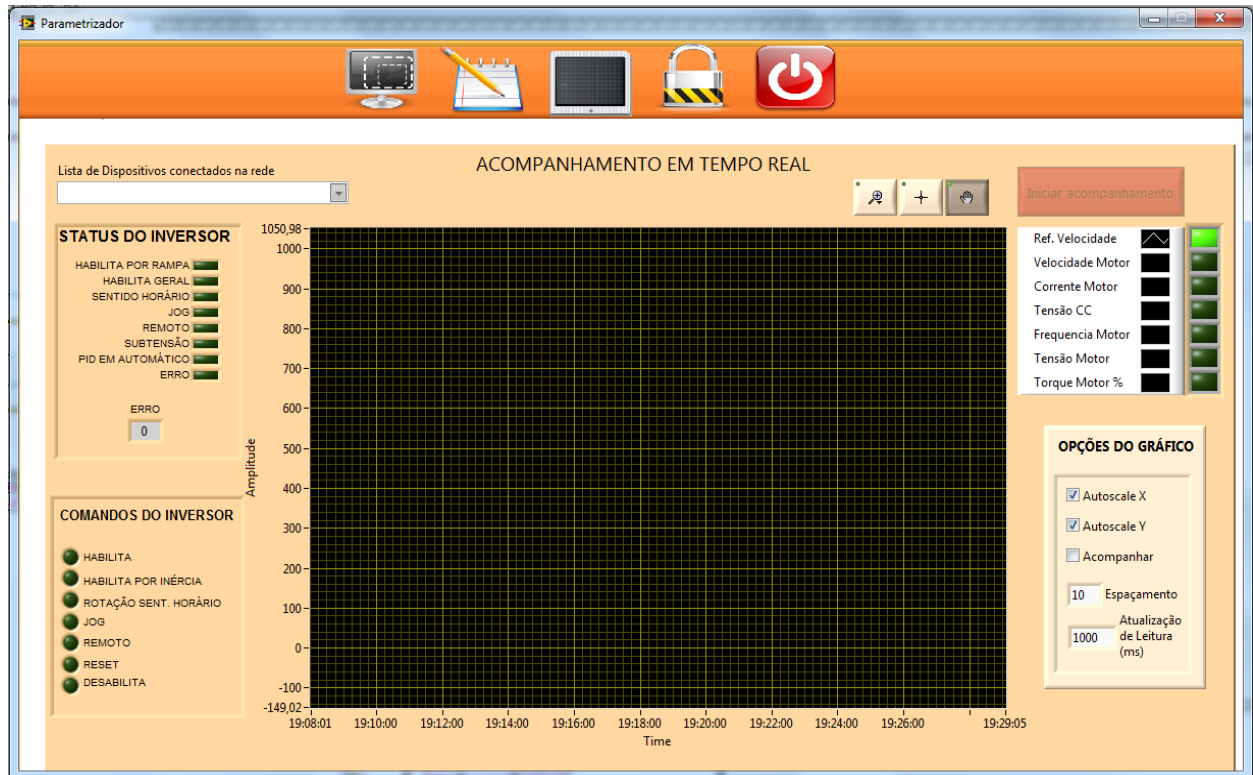 Parametrizador
ACOMPANHAMENTO EM TEMPO REAL
Lista de Dispositivos conectados na rede
Iniciar acompanhamento
STATUS DO INVERSOR
HABILITA POR RAMPA
HABILITA GERAL
SENTIDO HORÁRIO
JOG
REMOTO
SUBTENSÃO
PID EM AUTOMÁTICO
ERRO
ERRO
0
COMANDOS DO INVERSOR
HABILITA
HABILITA POR INÉRCIA
ROTAÇÃO SENT. HORÁRIO
JOG
REMOTO
RESET
DESABILITA
Amplitude
1050,98
1000
900
800
700
600
500
400
300
200
100
0
-100
-149,02
19:08:01 19:10:00 19:12:00 19:14:00 19:16:00 19:18:00 19:20:00 19:22:00 19:24:00 19:26:00 19:29:05
Time
Ref. Velocidade
Velocidade Motor
Corrente Motor
Tensão CC
Frequencia Motor
Tensão Motor
Torque Motor %
OPÇÕES DO GRÁFICO
Autoscale X
Autoscale Y
Acompanhar
10 Espaçamento
1000 Atualização
de Leitura
(ms)